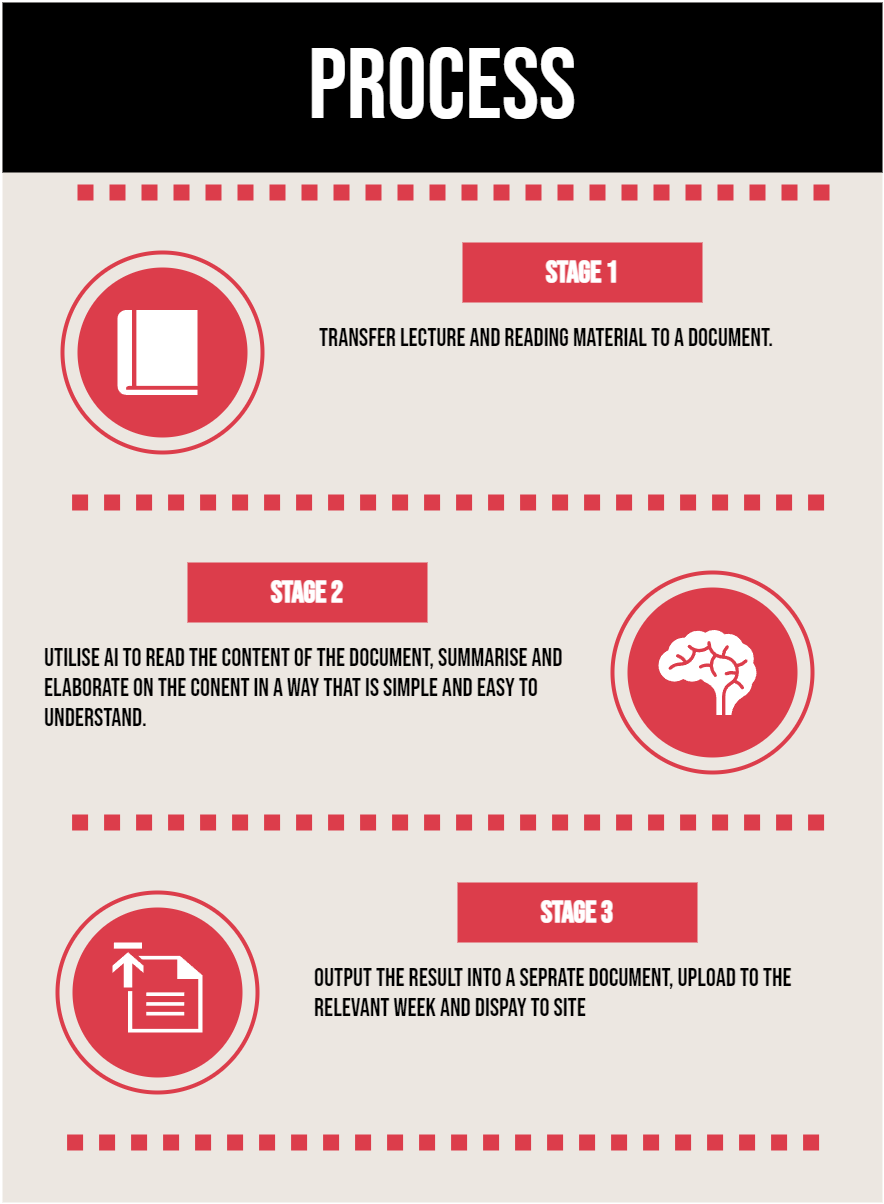 PROCESS
STAGE 1
TRANSFER LECTURE AND READING MATERIAL TO A DOCUMENT.
STAGE 2
UTILISE AI TO READ THE CONTENT OF THE DOCUMENT, SUMMARISE AND
ELABORATE ON THE CONENT IN A WAY THAT IS SIMPLE AND EASY TO
UNDERSTAND.
STAGE 3
OUTPUT THE RESULT INTO A SEPRATE DOCUMENT, UPLOAD TO THE
RELEVANT WEEK AND DISPAY TO SITE